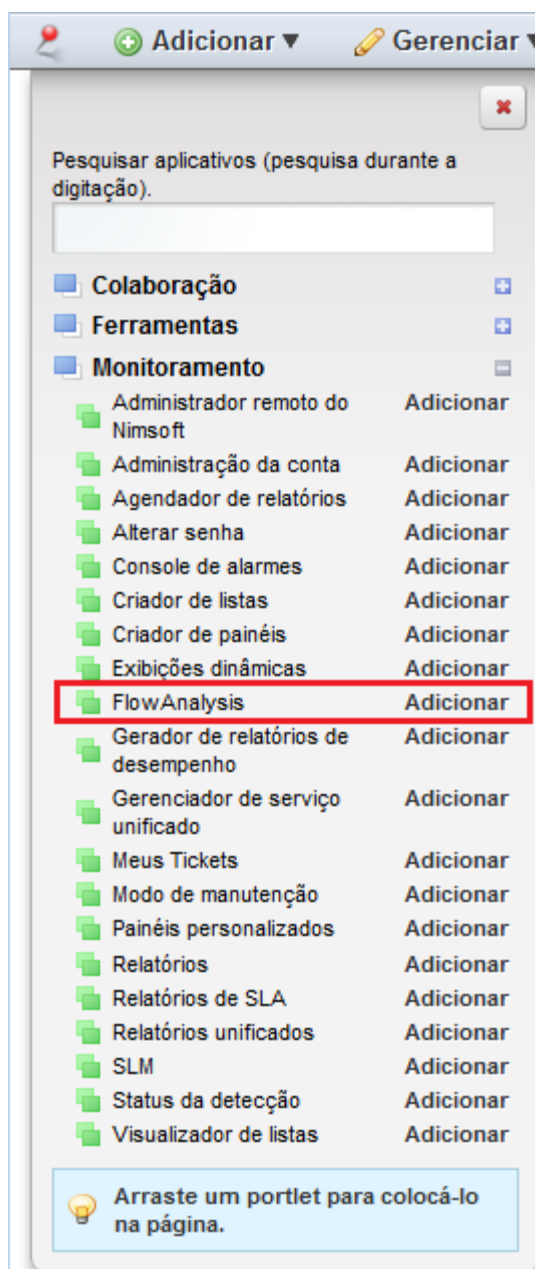 Adicionar ▼ Gerenciar ▼
Pesquisar aplicativos (pesquisa durante a
digitação).
Colaboração
Ferramentas
Monitoramento
Administrador remoto do Adicionar
Nimsoft
Administração da conta Adicionar
Agendador de relatórios Adicionar
Alterar senha Adicionar
Console de alarmes Adicionar
Criador de listas Adicionar
Criador de painéis Adicionar
Exibições dinâmicas Adicionar
FlowAnalysis Adicionar
Gerador de relatórios de Adicionar
desempenho
Gerenciador de serviço Adicionar
unificado
Meus Tickets Adicionar
Modo de manutenção Adicionar
Painéis personalizados Adicionar
Relatórios Adicionar
Relatórios de SLA Adicionar
Relatórios unificados Adicionar
SLM Adicionar
Status da detecção Adicionar
Visualizador de listas Adicionar
Arraste um portlet para colocá-lo
na página.